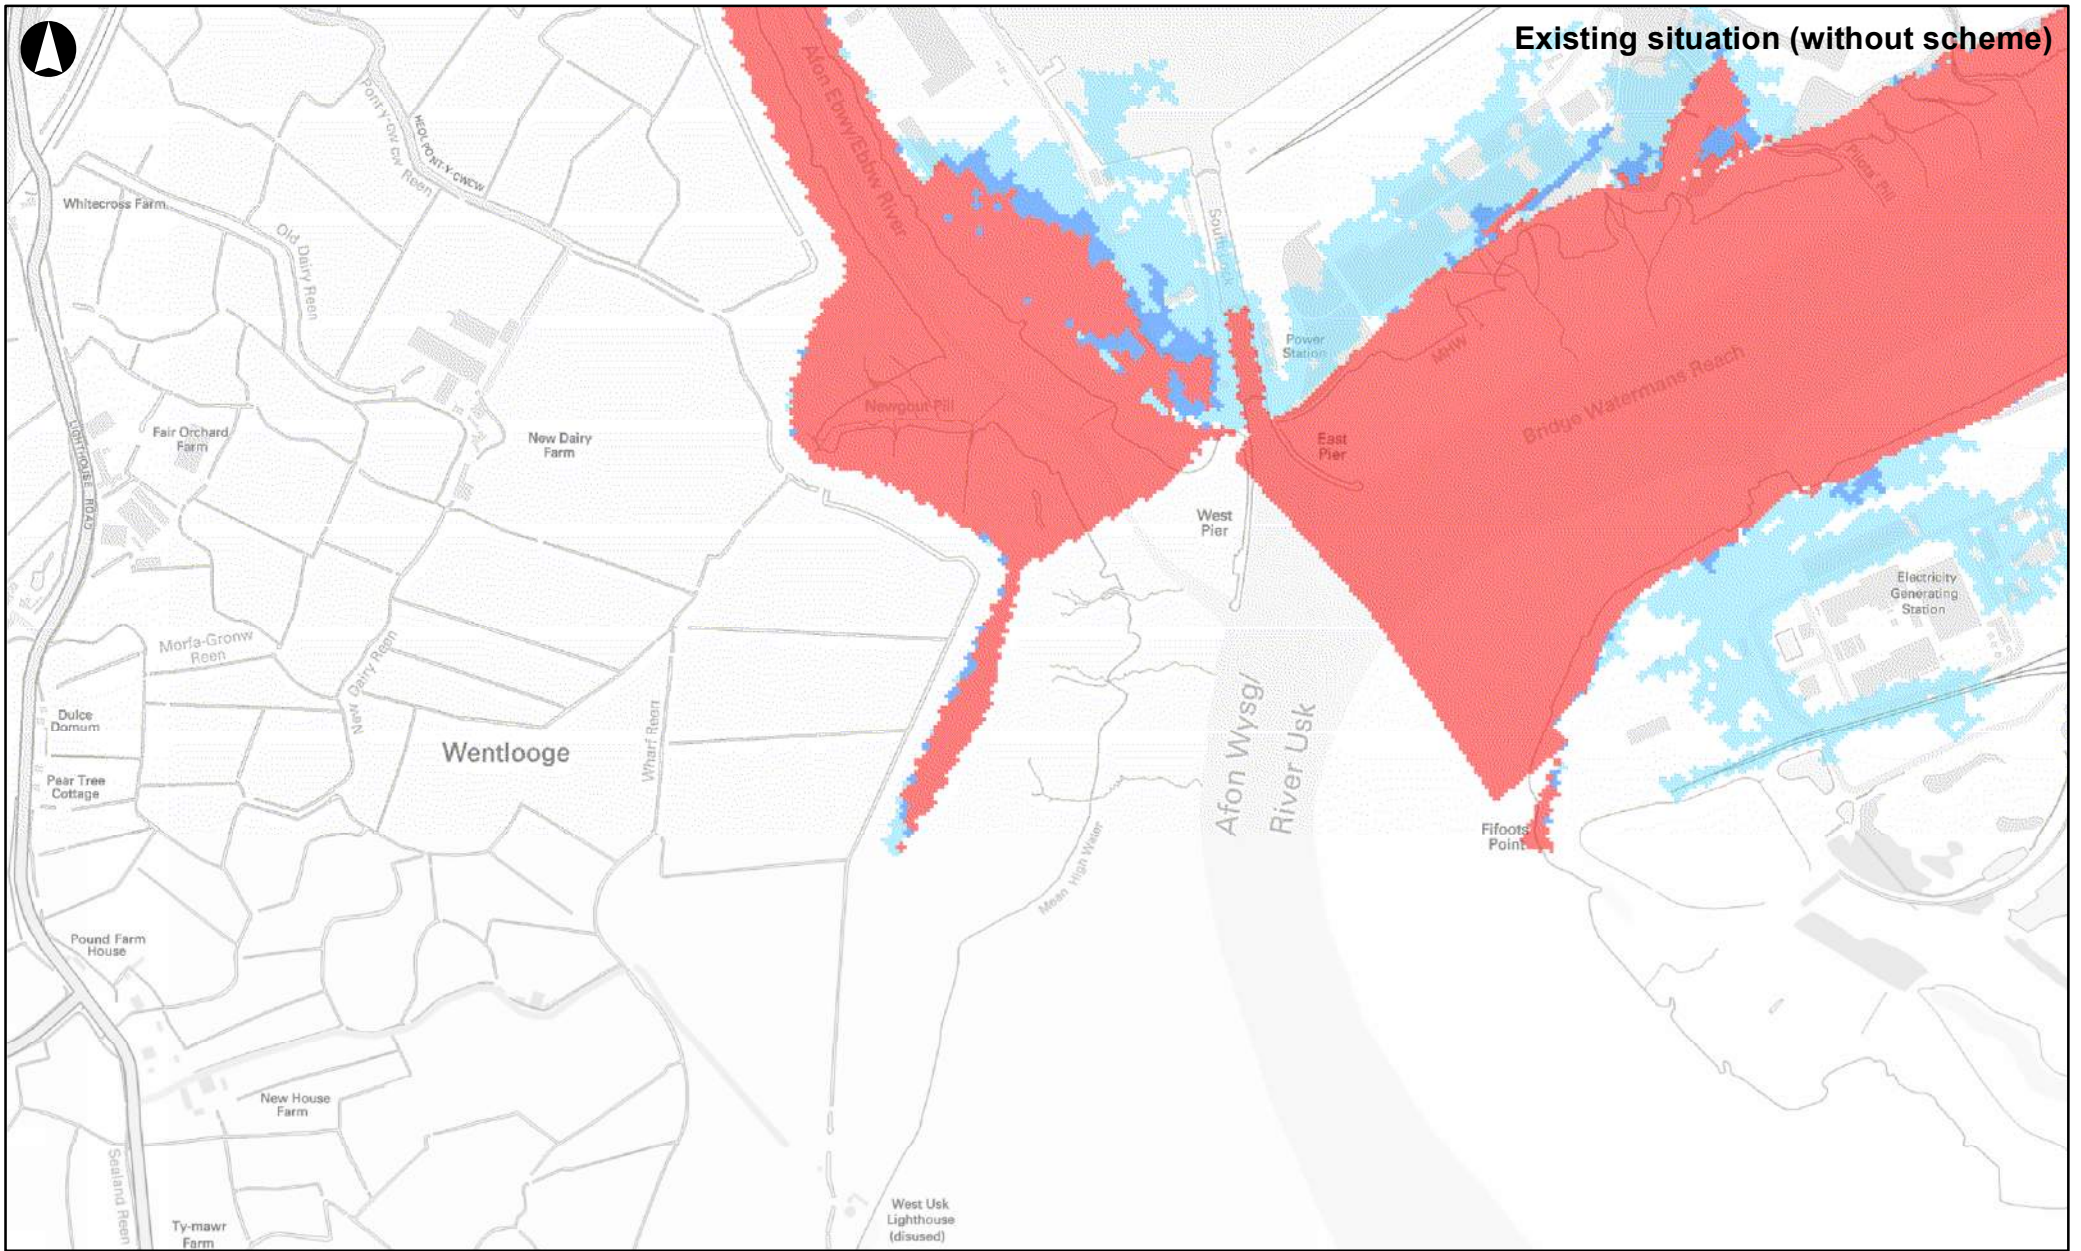 Existing situation (without scheme)
Afon Ebwy/Ebbw River
Pont-y-cwcw Reen
HEOL PONT-Y-CWCW
Whitecross Farm
Old Dairy Reen
Pilots' Pill
Power
Station
MHW
Bridge Watermans Reach
Newgout Pill
LIGHTHOUSE ROAD
Fair Orchard
Farm
New Dairy
Farm
East
Pier
West
Pier
Electricity
Generating
Station
Morfa-Gronw
Reen
New Dairy Reen
Wharf Reen
Dulce
Domum
Wentlooge
Pear Tree
Cottage
Afon Wysg/
River Usk
Fifoots
Point
Mean High Water
Pound Farm
House
New House
Farm
Sealand Reen
West Usk
Lighthouse
(disused)
Ty-mawr
Farm